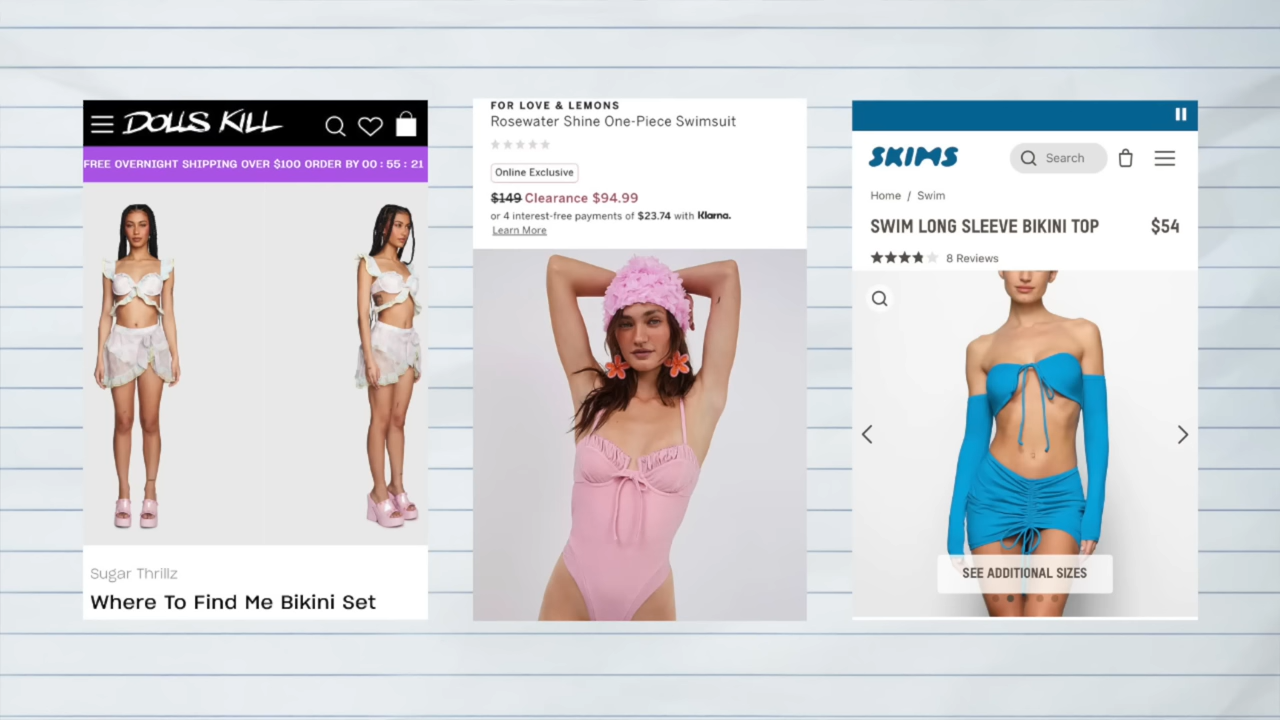 DOLLS KILL
FREE OVERNIGHT SHIPPING OVER $100 ORDER BY 00 : 55 : 21
Sugar Thrillz
Where To Find Me Bikini Set
FOR LOVE & LEMONS
Rosewater Shine One-Piece Swimsuit
Online Exclusive
$149 Clearance $94.99
or 4 interest-free payments of $23.74 with Klarna.
Learn More
SKIMS
Search
Home / Swim
SWIM LONG SLEEVE BIKINI TOP $54
8 Reviews
SEE ADDITIONAL SIZES